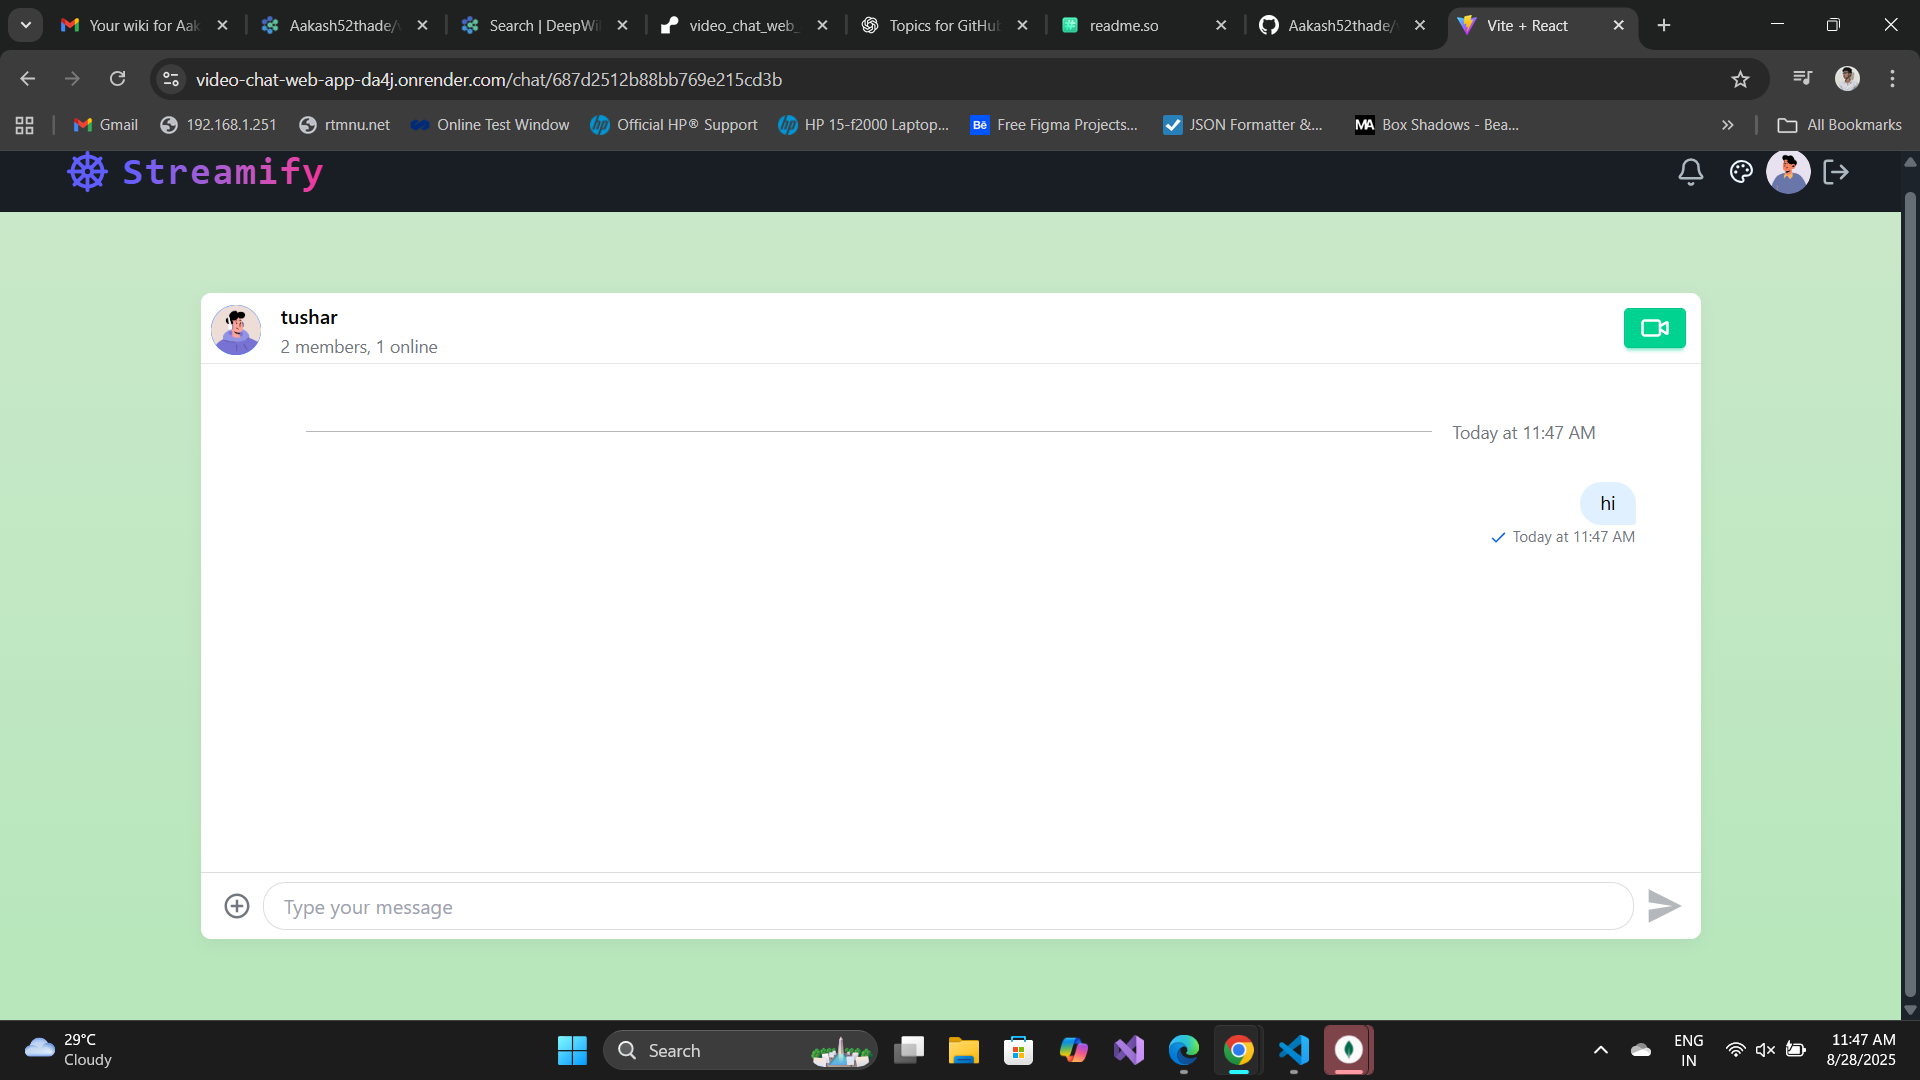 Your wiki for Aak
Aakash52thade/v
Search | DeepWi
video_chat_web_
Topics for GitHub
readme.so
Aakash52thade/v
Vite + React
video-chat-web-app-da4j.onrender.com/chat/687d2512b88bb769e215cd3b
Gmail
192.168.1.251
rtmnu.net
Online Test Window
Official HP® Support
HP 15-f2000 Laptop...
Bē Free Figma Projects...
JSON Formatter &...
MA Box Shadows - Bea...
All Bookmarks
Streamify
tushar
2 members, 1 online
Today at 11:47 AM
hi
Today at 11:47 AM
Type your message
29°C
Cloudy
Search
ENG
IN
11:47 AM
8/28/2025